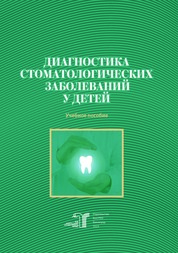 ДИАГНОСТИКА
СТОМАТОЛОГИЧЕСКИХ
ЗАБОЛЕВАНИЙ
У ДЕТЕЙ
Учебное пособие